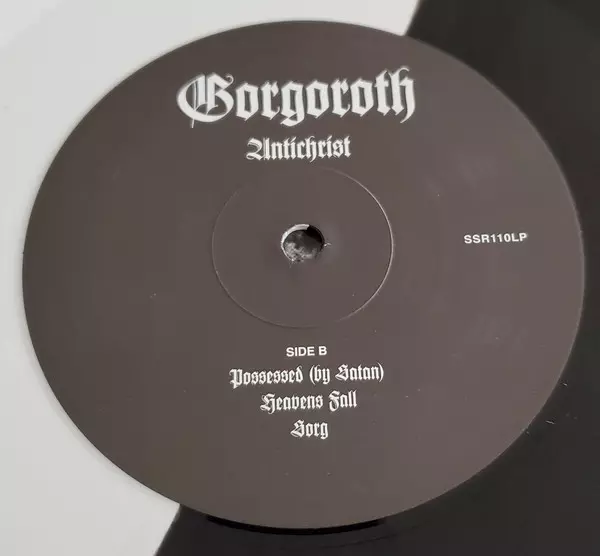 Gorgoroth
Antichrist
SSR110LP
SIDE B
Possessed (by Satan)
Heavens Fall
Sorg